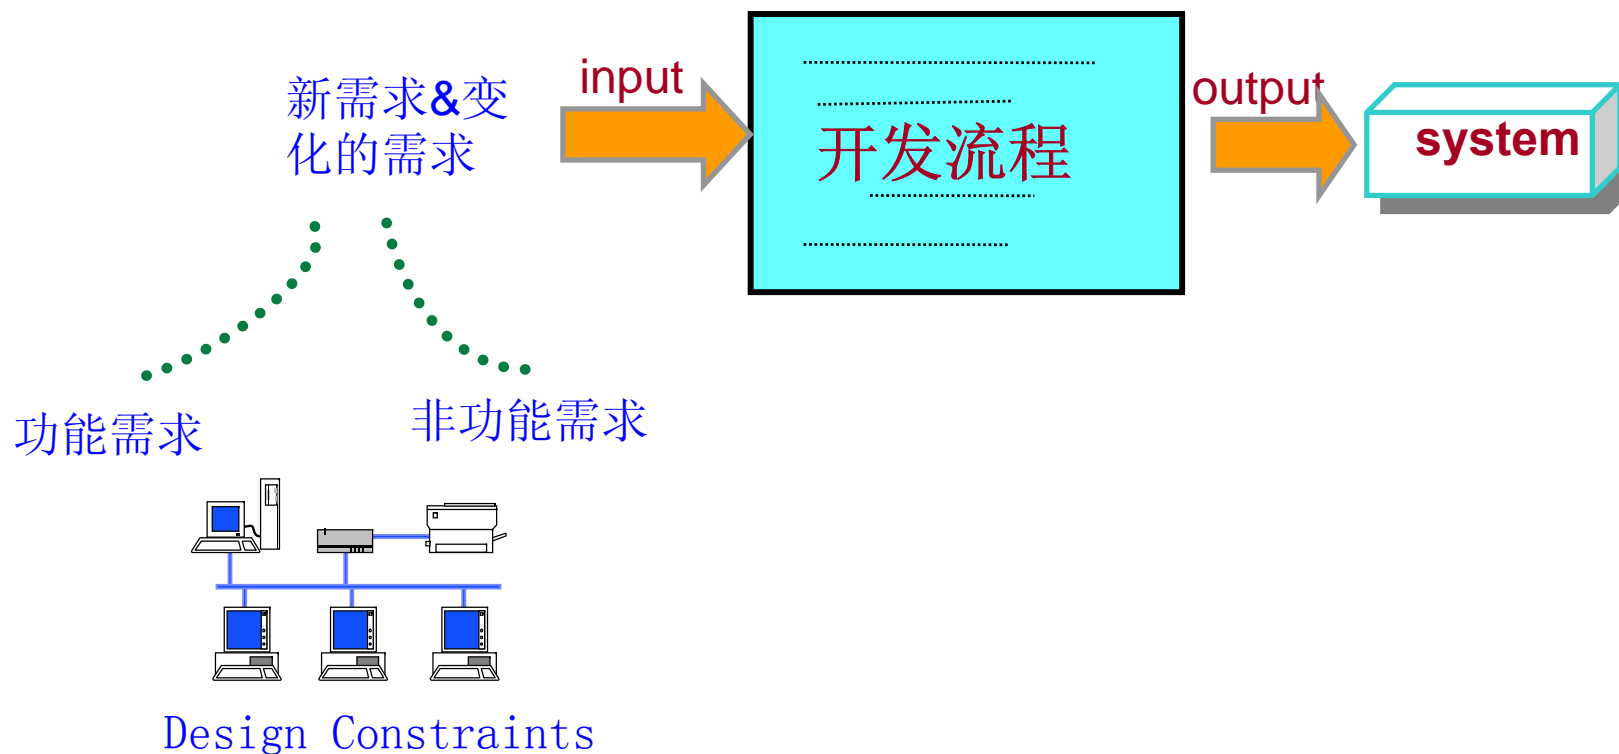 新需求&变
化的需求
input
开发流程
output
system
功能需求
非功能需求
Design Constraints